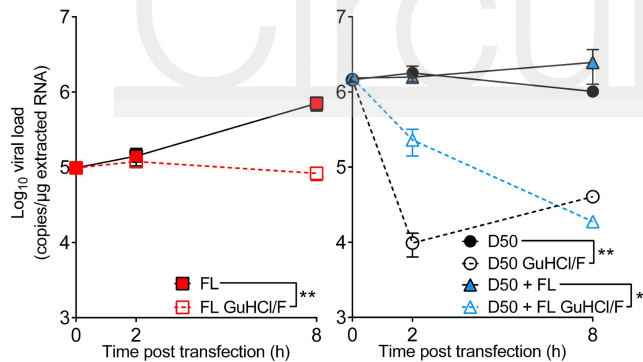 Circu
7
6
5
4
3
Log10 viral load
(copies/µg extracted RNA)
FL
FL GuHCl/F
**
0
2
8
Time post transfection (h)
7
6
5
4
3
D50
D50 GuHCl/F
**
D50 + FL
D50 + FL GuHCl/F
*
0
2
8
Time post transfection (h)